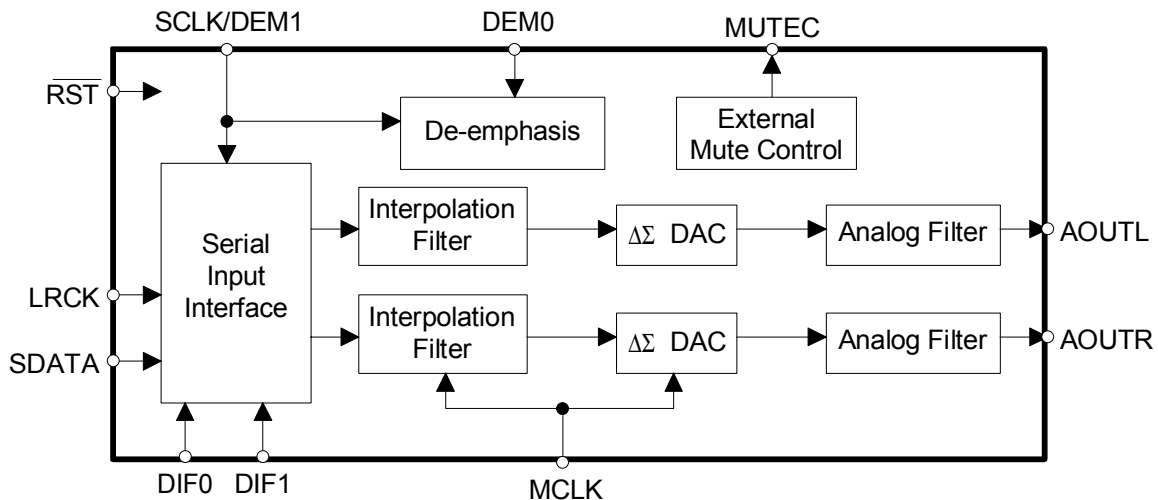 SCLK/DEM1
DEM0
MUTEC
RST
De-emphasis
External
Mute Control
Serial
Input
Interface
Interpolation
Filter
ΔΣ DAC
Analog Filter
AOUTL
LRCK
Interpolation
Filter
ΔΣ DAC
Analog Filter
AOUTR
SDATA
DIF0
DIF1
MCLK